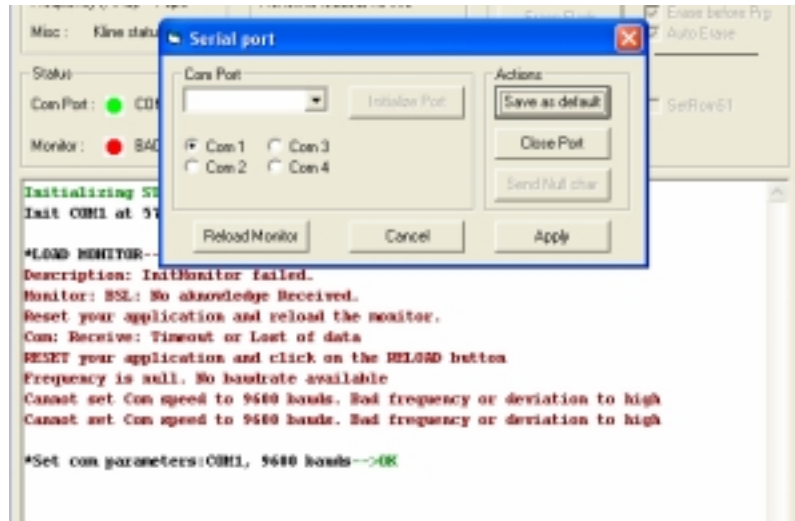 Erase before Prg
Misc : Kline
Auto Erase
Serial port
Status
Com Port : COM
Monitor : BAD
Com Port
Initialize Port
Com 1 Com 3
Com 2 Com 4
Actions
Save as default
Close Port
Send Null char
SetRow61
Reload Monitor Cancel Apply
Initializing
Init COM1 at 57
*LOAD MONITOR--
Description: InitMonitor failed.
Monitor: BSL: No aknowledge Received.
Reset your application and reload the monitor.
Com: Receive: Timeout or Lost of data
RESET your application and click on the RELOAD button
Frequency is null. No baudrate available
Cannot set Com speed to 9600 bauds. Bad frequency or deviation to high
Cannot set Com speed to 9600 bauds. Bad frequency or deviation to high
*Set com parameters:COM1, 9600 bauds-->OK